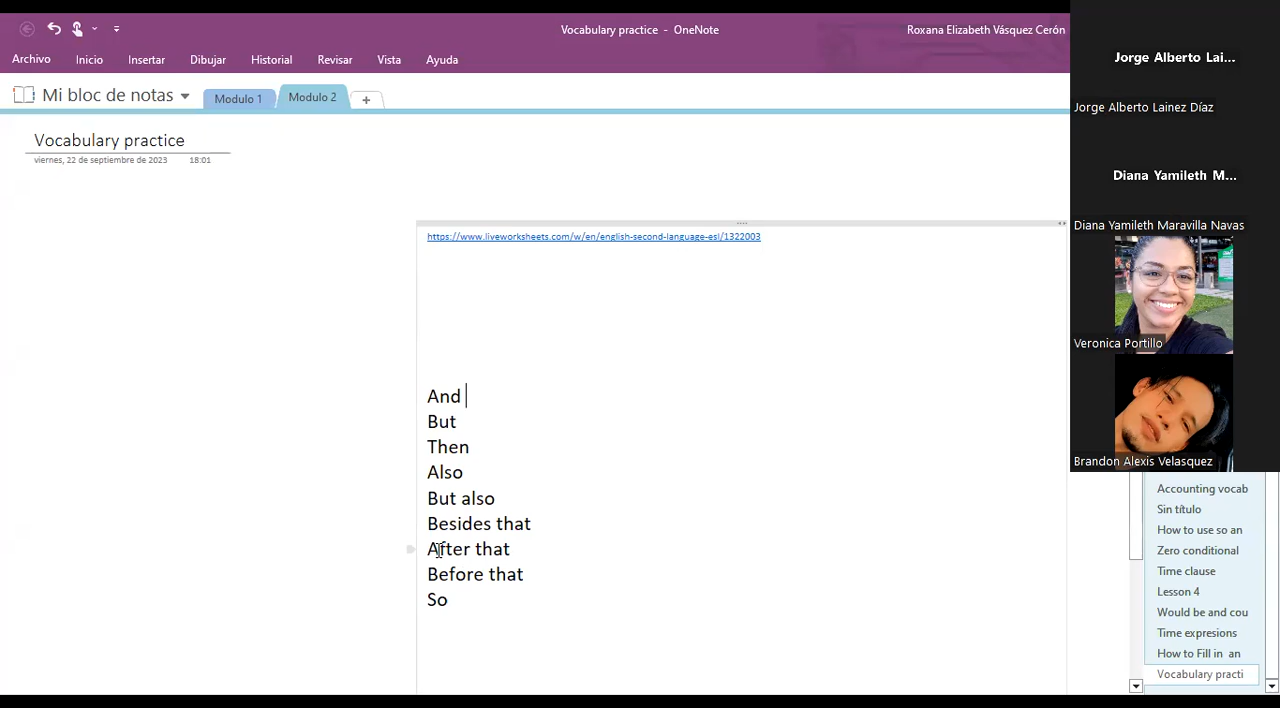 Vocabulary practice - OneNote
Roxana Elizabeth Vásquez Cerón
Archivo Inicio Insertar Dibujar Historial Revisar Vista Ayuda
Mi bloc de notas Modulo 1 Modulo 2 +
Vocabulary practice
viernes, 22 de septiembre de 2023 18:01
https://www.liveworksheets.com/w/en/english-second-language-esl/1322003
And
But
Then
Also
But also
Besides that
After that
Before that
So
Jorge Alberto Lai...
Jorge Alberto Lainez Díaz
Diana Yamileth M...
Diana Yamileth Maravilla Navas
Veronica Portillo
Brandon Alexis Velasquez
Accounting vocab
Sin título
How to use so an
Zero conditional
Time clause
Lesson 4
Would be and cou
Time expresions
How to Fill in an
Vocabulary practi